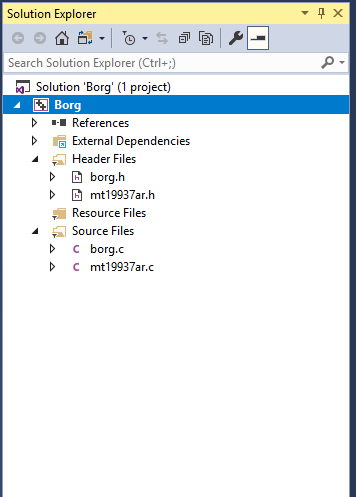 Solution Explorer
Search Solution Explorer (Ctrl+;)
Solution 'Borg' (1 project)
Borg
References
External Dependencies
Header Files
borg.h
mt19937ar.h
Resource Files
Source Files
borg.c
mt19937ar.c